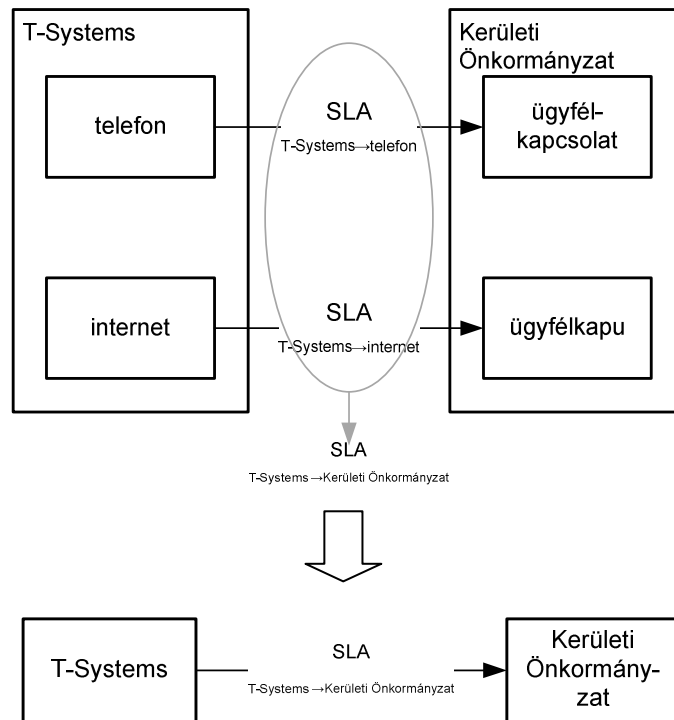 T-Systems
Kerületi
Önkormányzat
telefon
SLA
T-Systems→telefon
ügyfél-
kapcsolat
internet
SLA
T-Systems→internet
ügyfélkapu
SLA
T-Systems→Kerületi Önkormányzat
T-Systems
SLA
T-Systems→Kerületi Önkormányzat
Kerületi
Önkormány-
zat